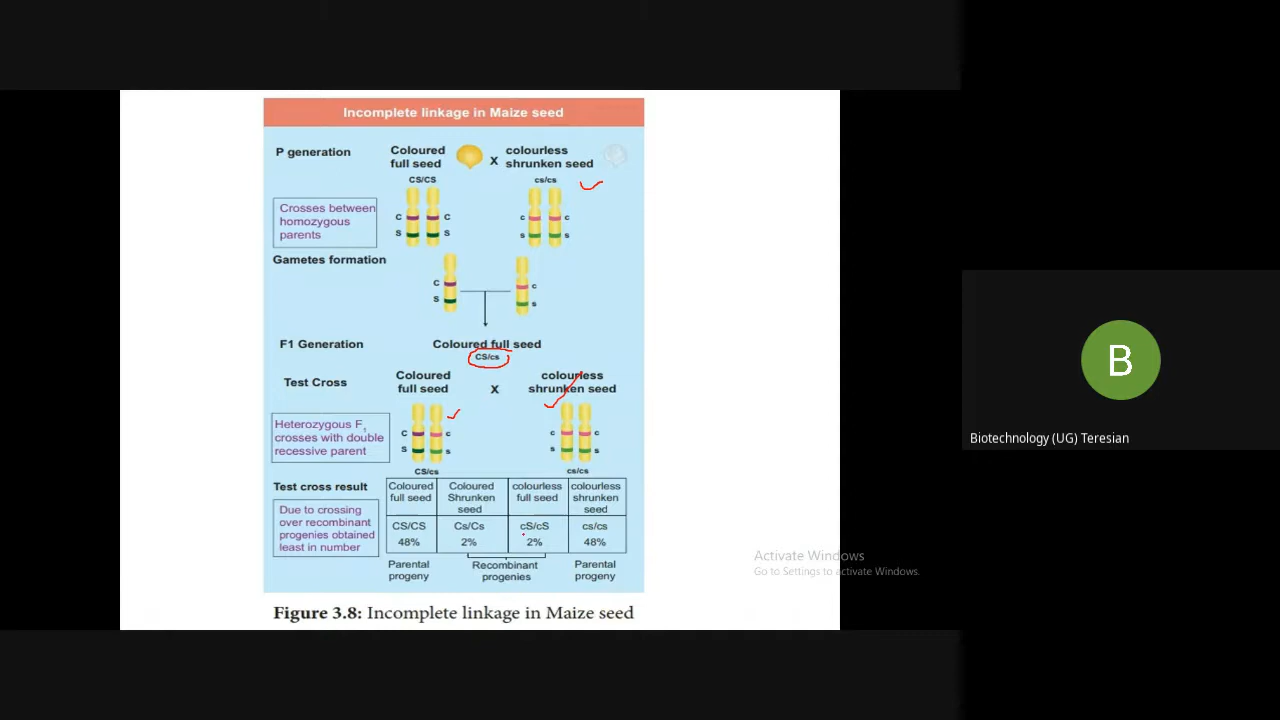 Incomplete linkage in Maize seed
P generation
Coloured
full seed
X
colourless
shrunken seed
CS/CS
cs/cs
Crosses between
homozygous
parents
C C
S S
c c
s s
Gametes formation
C
S
c
s
F1 Generation
Coloured full seed
CS/cs
Test Cross
Coloured
full seed
X
colourless
shrunken seed
Heterozygous F1
crosses with double
recessive parent
C c
S s
c c
s s
CS/cs
cs/cs
Test cross result
Coloured
full seed
Coloured
Shrunken
seed
colourless
full seed
colourless
shrunken
seed
Due to crossing
over recombinant
progenies obtained
least in number
CS/CS Cs/Cs cS/cS cs/cs
48% 2% 2% 48%
Parental
progeny
Recombinant
progenies
Parental
progeny
Figure 3.8: Incomplete linkage in Maize seed
B
Biotechnology (UG) Teresian
Activate Windows
Go to Settings to activate Windows.